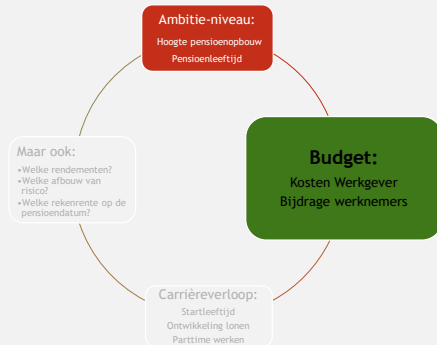 Ambitie-niveau:
Hoogte pensioenopbouw
Pensioenleeftijd
Budget:
Kosten Werkgever
Bijdrage werknemers
Carrièreverloop:
Startleeftijd
Ontwikkeling lonen
Parttime werken
Maar ook:
•Welke rendementen?
•Welke afbouw van
risico?
•Welke rekenrente op de
pensioendatum?